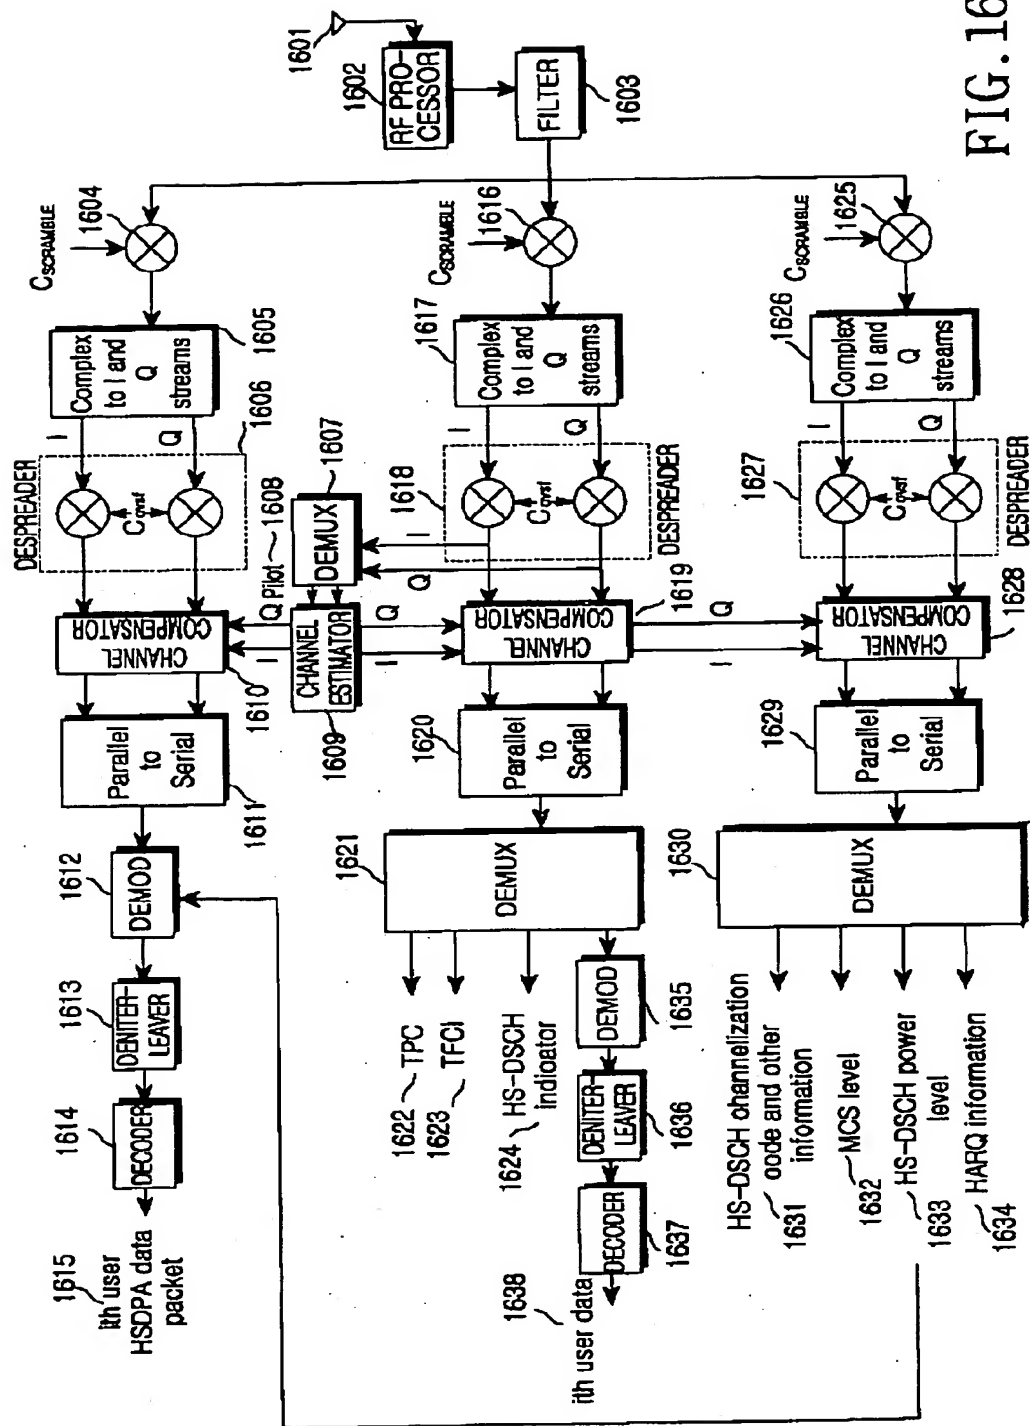 FIG.16
1601
1602
RF PRO-
CESSOR
FILTER
1603
CSCRAMBLE
1604
Complex
to I and
Q
streams
1605
I
Q
DESPREADER
1606
Covsf
CHANNEL
COMPENSATOR
1610
Parallel
to
Serial
1611
1612
DEMOD
1613
DENITER-
LEAVER
1614
DECODER
1615
ith user
HSDPA data
packet
1607
DEMUX
Pilot
1608
I
Q
CHANNEL
ESTIMATOR
1609
I
Q
I
Q
CSCRAMBLE
1616
1617
Complex
to I and
Q
streams
I
Q
1618
Covsf
DESPREADER
1619
CHANNEL
COMPENSATOR
1620
Parallel
to
Serial
1621
DEMUX
1622 TPC
1623 TFCI
1624 HS-DSCH
indioator
DEMOD
1635
DENITER-
LEAVER
1636
DECODER
1637
1638
ith user data
CSCRAMBLE
1625
1626
Complex
to I and
Q
streams
I
Q
1627
Covsf
DESPREADER
I
Q
CHANNEL
COMPENSATOR
1628
1629
Parallel
to
Serial
1630
DEMUX
HS-DSCH ohannelization
oode and other
information
1631
MCS level
1632
HS-DSCH power
level
1633
HARQ information
1634